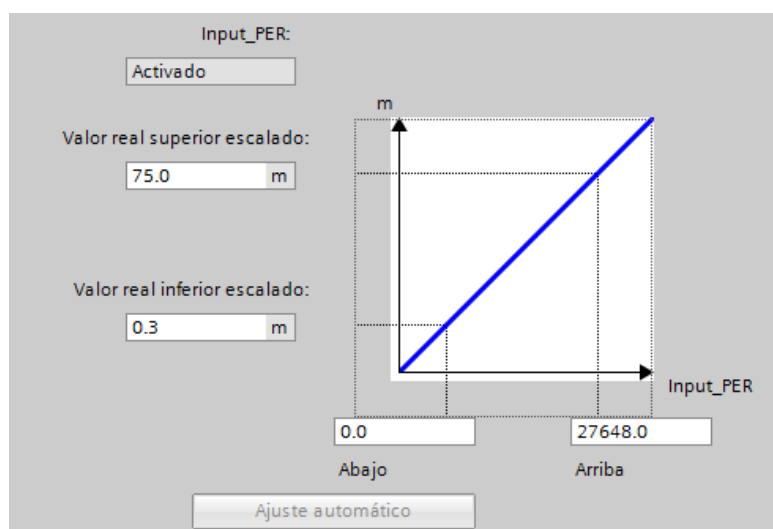 Input_PER:
Activado
m
Valor real superior escalado:
75.0 m
Valor real inferior escalado:
0.3 m
Input_PER
0.0 27648.0
Abajo Arriba
Ajuste automático